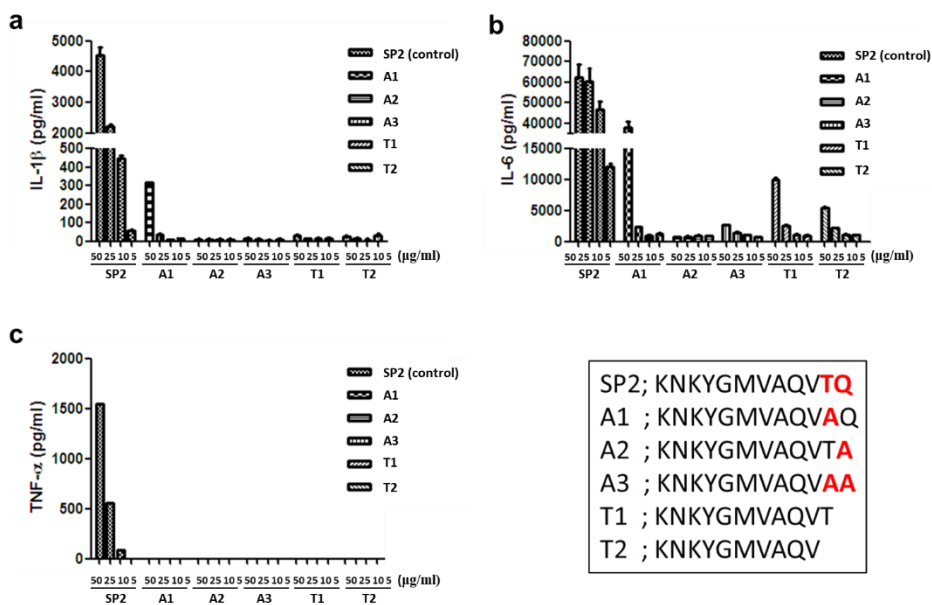 a
5000
4000
3000
2000
500
400
300
200
100
0
IL-1β (pg/ml)
SP2 (control)
A1
A2
A3
T1
T2
50 25 10 5 50 25 10 5 50 25 10 5 50 25 10 5 50 25 10 5 50 25 10 5 (μg/ml)
SP2 A1 A2 A3 T1 T2
b
80000
70000
60000
50000
40000
30000
15000
10000
5000
0
IL-6 (pg/ml)
SP2 (control)
A1
A2
A3
T1
T2
50 25 10 5 50 25 10 5 50 25 10 5 50 25 10 5 50 25 10 5 50 25 10 5 (μg/ml)
SP2 A1 A2 A3 T1 T2
c
2000
1500
1000
500
0
TNF-α (pg/ml)
SP2 (control)
A1
A2
A3
T1
T2
50 25 10 5 50 25 10 5 50 25 10 5 50 25 10 5 50 25 10 5 50 25 10 5 (μg/ml)
SP2 A1 A2 A3 T1 T2
SP2; KNKYGMVAQVTQ
A1 ; KNKYGMVAQVAQ
A2 ; KNKYGMVAQVTA
A3 ; KNKYGMVAQVAA
T1 ; KNKYGMVAQVT
T2 ; KNKYGMVAQV